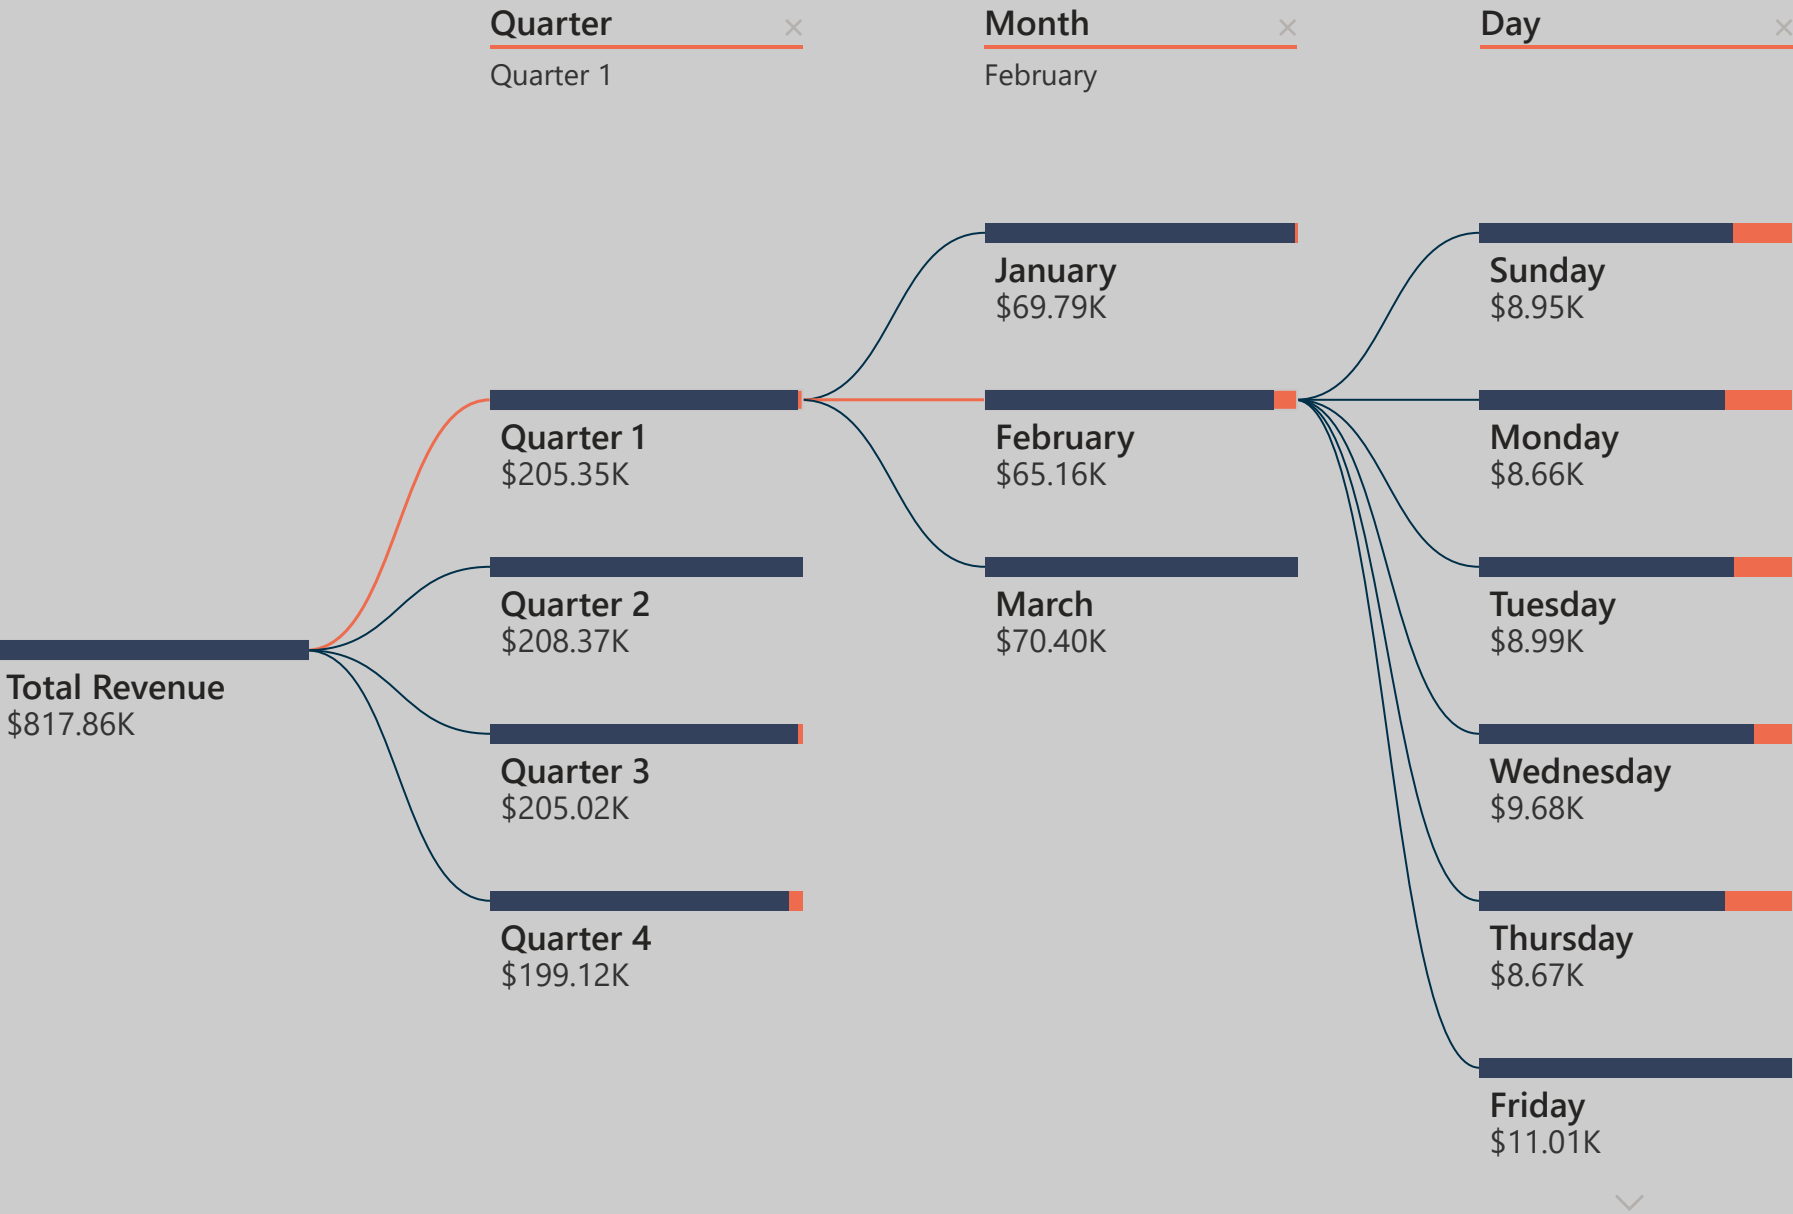 Quarter
Quarter 1
Month
February
Day
Total Revenue
$817.86K
Quarter 1
$205.35K
Quarter 2
$208.37K
Quarter 3
$205.02K
Quarter 4
$199.12K
January
$69.79K
February
$65.16K
March
$70.40K
Sunday
$8.95K
Monday
$8.66K
Tuesday
$8.99K
Wednesday
$9.68K
Thursday
$8.67K
Friday
$11.01K